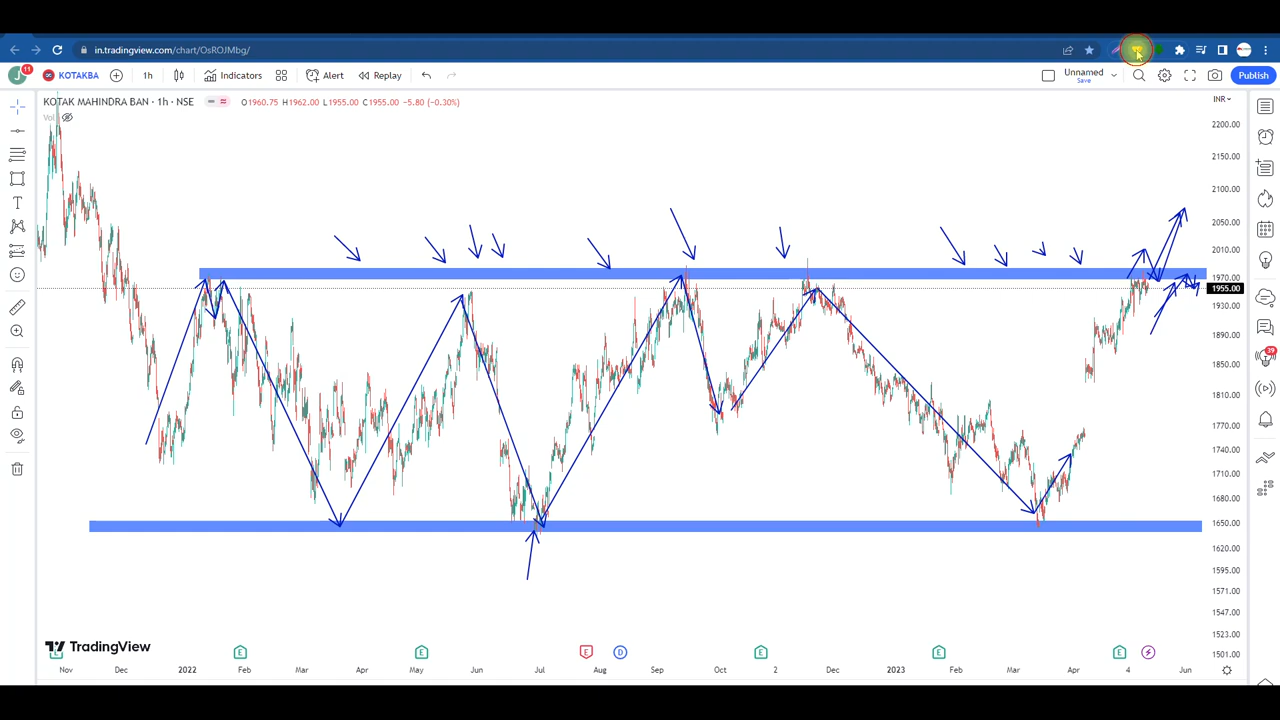 in.tradingview.com/chart/OsROJMbg/
J
11
KOTAKBA
1h
Indicators
Alert
Replay
Unnamed
Save
Publish
KOTAK MAHINDRA BAN · 1h · NSE
O1960.75 H1962.00 L1955.00 C1955.00 -5.80 (-0.30%)
Vol
INR
2200.00
2150.00
2100.00
2050.00
2010.00
1970.00
1955.00
1930.00
1890.00
1850.00
1810.00
1770.00
1740.00
1710.00
1680.00
1650.00
1620.00
1595.00
1571.00
1547.00
1523.00
1501.00
39
TradingView
E E E E D E E E
Nov Dec 2022 Feb Mar Apr May Jun Jul Aug Sep Oct 2 Dec 2023 Feb Mar Apr 4 Jun